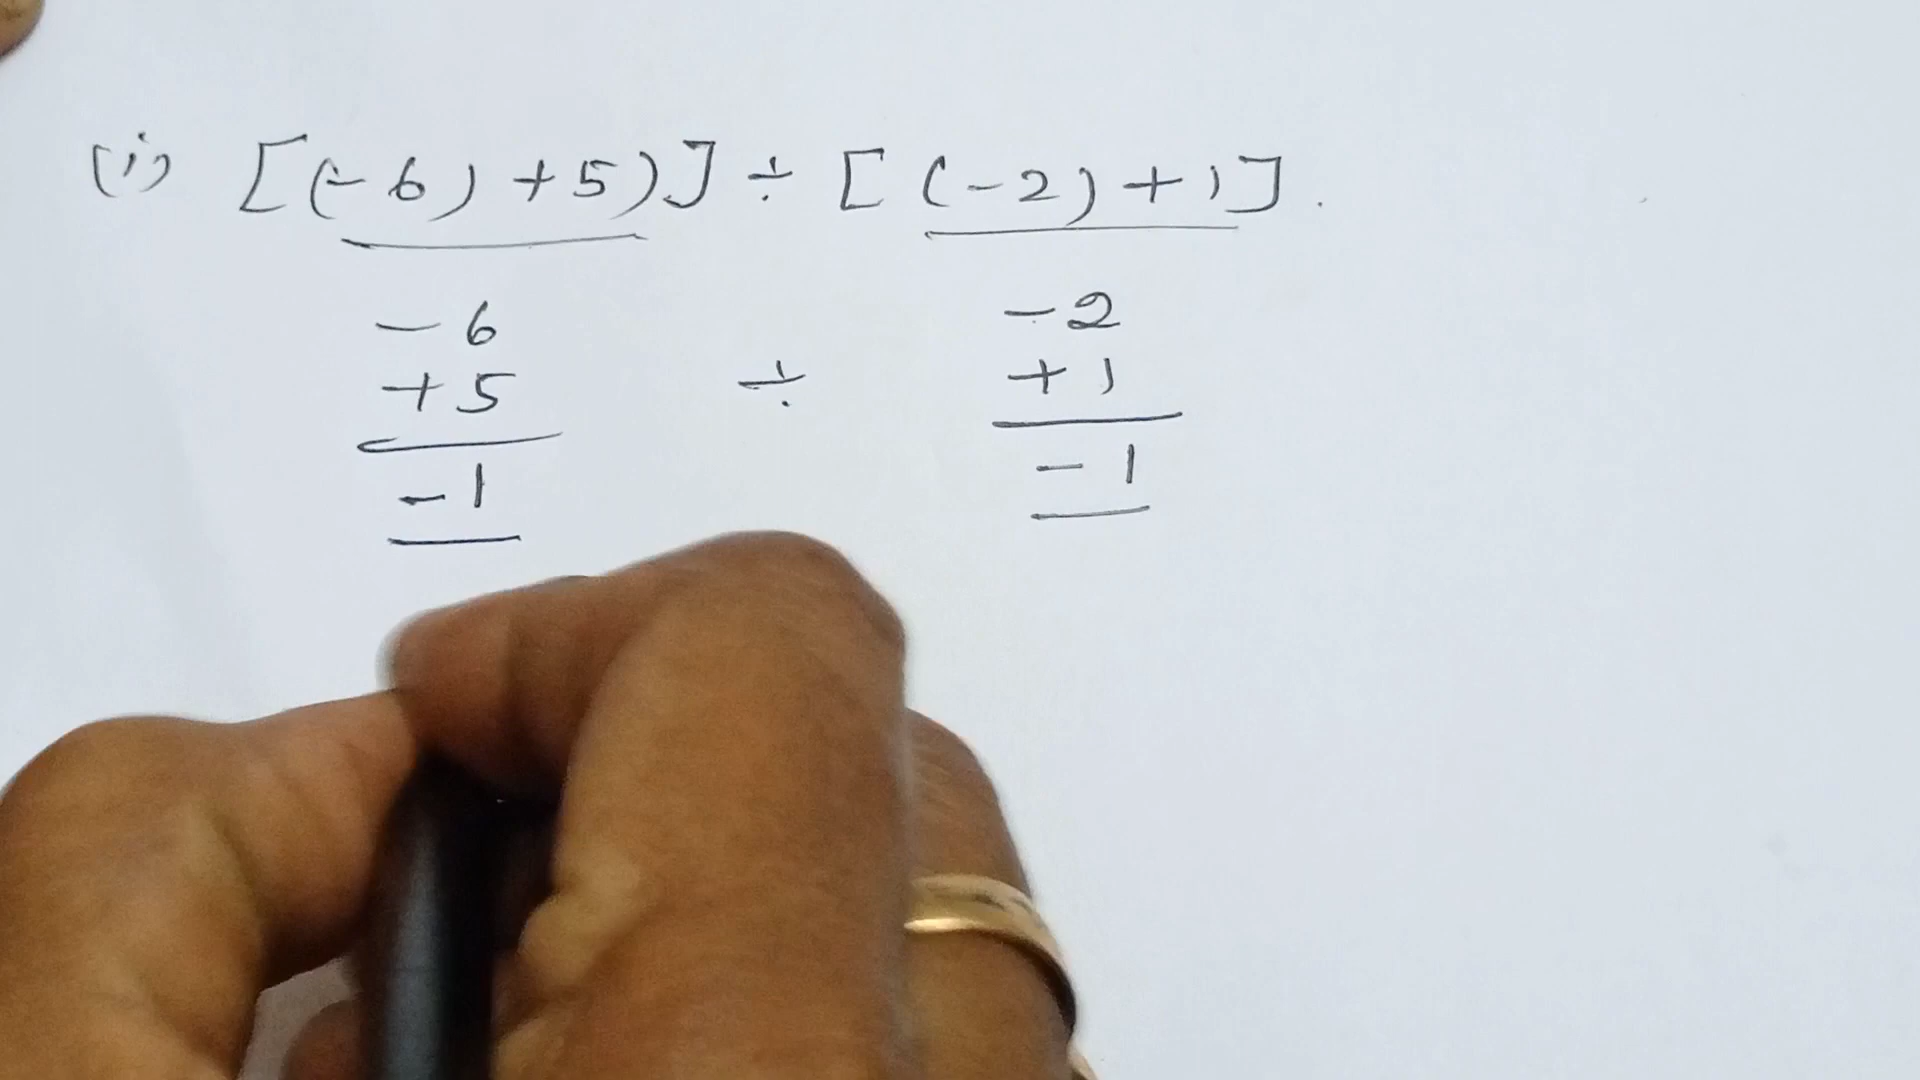 (i) [(-6) +5)] ÷ [(-2)+1].
-6 -2
+5 ÷ +1
-1 -1